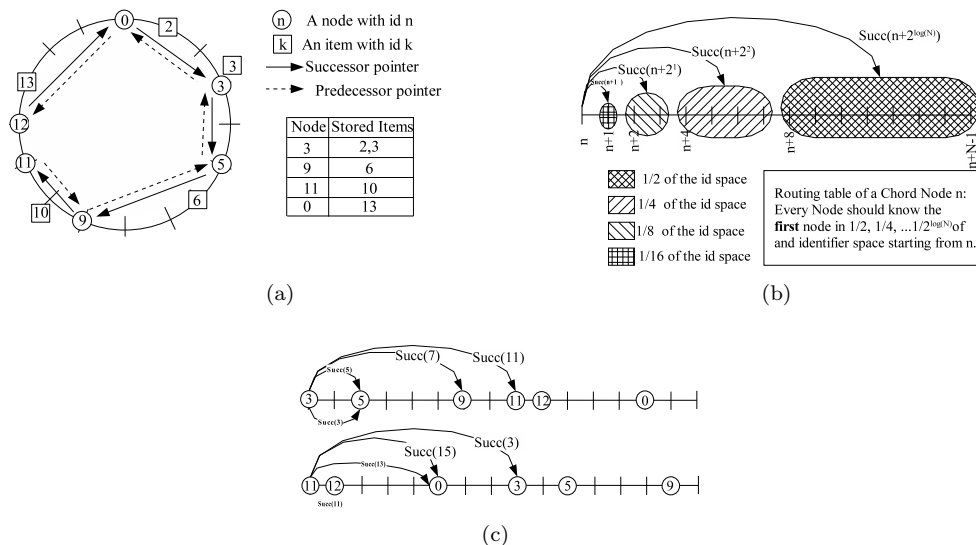 0
2
3
3
13
12
5
11
6
10
9
n A node with id n
k An item with id k
Successor pointer
Predecessor pointer
Node Stored Items
3 2,3
9 6
11 10
0 13
(a)
Succ(n+2^log(N))
Succ(n+2^2)
Succ(n+2^1)
Succ(n+1 )
n
n+1
n+2
n+4
n+8
n+N-1
1/2 of the id space
1/4 of the id space
1/8 of the id space
1/16 of the id space
Routing table of a Chord Node n:
Every Node should know the
first node in 1/2, 1/4, ...1/2^log(N) of
and identifier space starting from n.
(b)
Succ(5)
Succ(7)
Succ(11)
3 5 9 11 12 0
Succ(3)
Succ(3)
Succ(15)
Succ(13)
11 12 0 3 5 9
Succ(11)
(c)